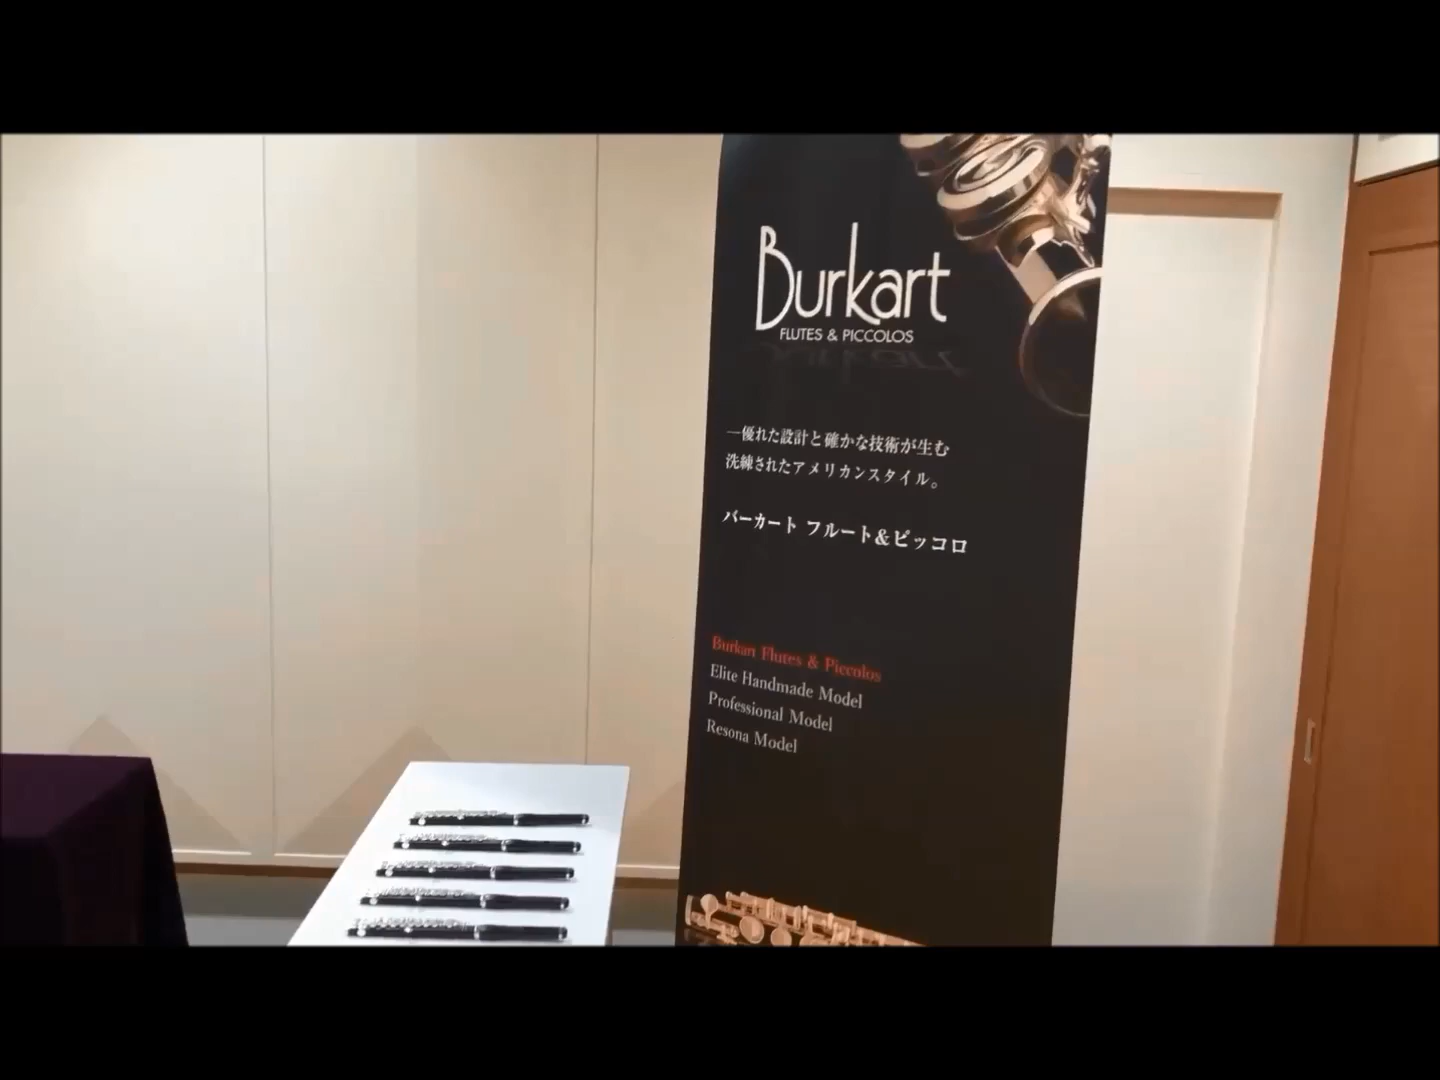 Burkart
FLUTES & PICCOLOS
―優れた設計と確かな技術が生む
洗練されたアメリカンスタイル。
バーカート フルート&ピッコロ
Burkart Flutes & Piccolos
Elite Handmade Model
Professional Model
Resona Model